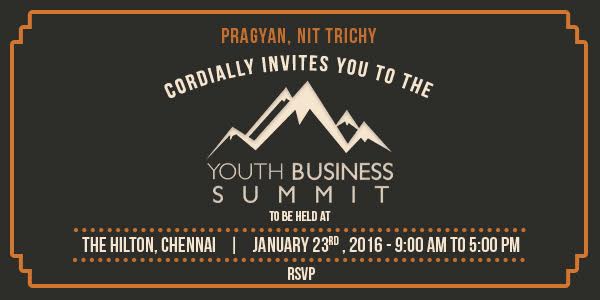 PRAGYAN, NIT TRICHY
CORDIALLY INVITES YOU TO THE
YOUTH BUSINESS
SUMMIT
TO BE HELD AT
THE HILTON, CHENNAI | JANUARY 23RD, 2016 - 9:00 AM TO 5:00 PM
RSVP